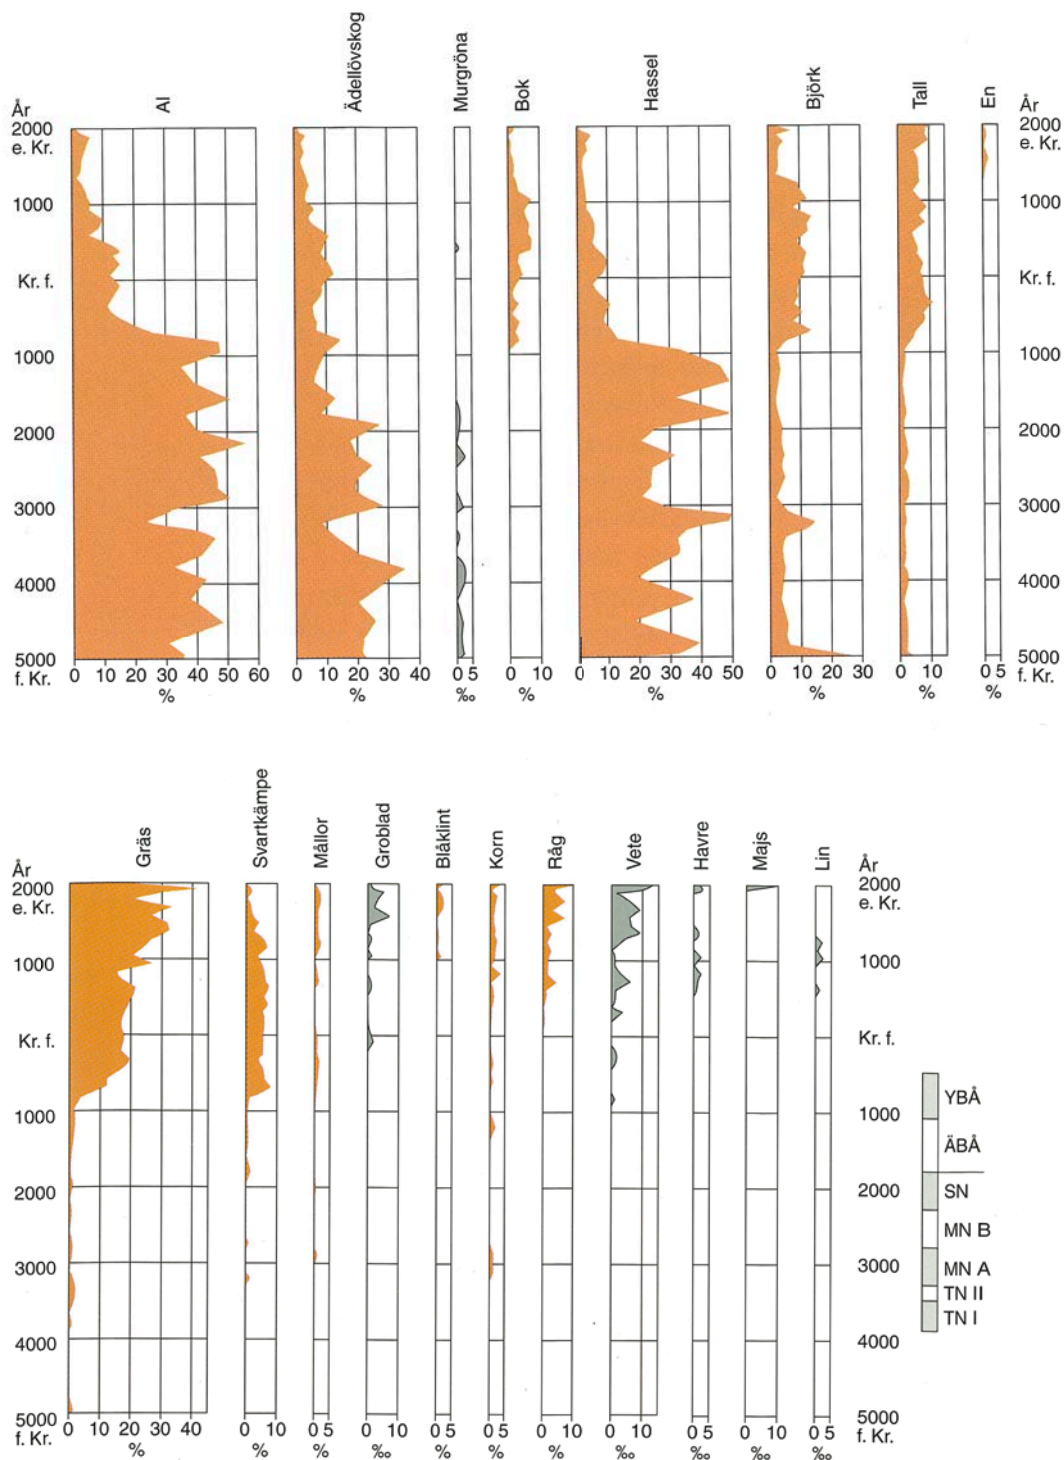 Al
Ädellövskog
Murgröna
Bok
Hassel
Björk
Tall
En
År
2000
e. Kr.
1000
Kr. f.
1000
2000
3000
4000
5000
f. Kr.
År
2000
e. Kr.
1000
Kr. f.
1000
2000
3000
4000
5000
f. Kr.
0 10 20 30 40 50 60
%
0 10 20 30 40
%
0 5
‰
0 10
%
0 10 20 30 40 50
%
0 10 20 30
%
0 10
%
0 5
%
Gräs
Svartkämpe
Mållor
Groblad
Blåklint
Korn
Råg
Vete
Havre
Majs
Lin
År
2000
e. Kr.
1000
Kr. f.
1000
2000
3000
4000
5000
f. Kr.
År
2000
e. Kr.
1000
Kr. f.
1000
2000
3000
4000
5000
f. Kr.
YBÅ
ÄBÅ
SN
MN B
MN A
TN II
TN I
0 10 20 30 40
%
0 10
%
0 5
%
0 10
‰
0 5
%
0 5
%
0 10
%
0 10
‰
0 5
‰
0 10
‰
0 5
‰